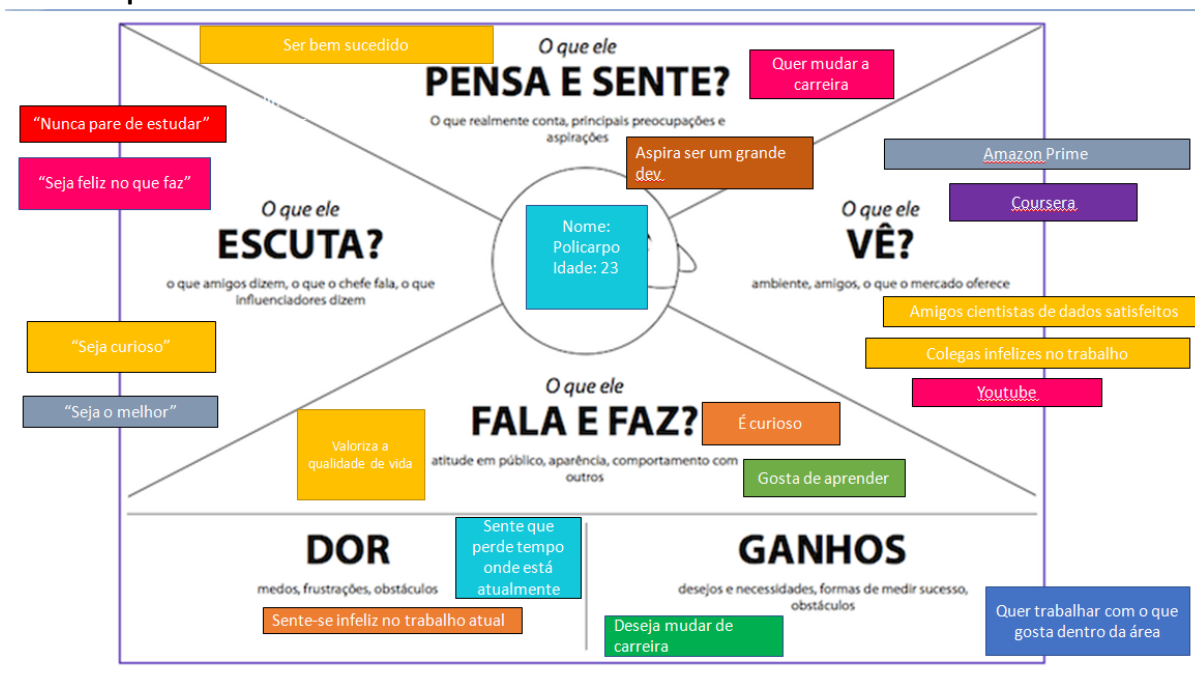 Ser bem sucedido
O que ele
PENSA E SENTE?
O que realmente conta, principais preocupações e
aspirações
Quer mudar a
carreira
Aspira ser um grande
dev
“Nunca pare de estudar”
“Seja feliz no que faz”
O que ele
ESCUTA?
o que amigos dizem, o que o chefe fala, o que
influenciadores dizem
“Seja curioso”
“Seja o melhor”
Nome:
Policarpo
Idade: 23
Amazon Prime
Coursera
O que ele
VÊ?
ambiente, amigos, o que o mercado oferece
Amigos cientistas de dados satisfeitos
Colegas infelizes no trabalho
Youtube
O que ele
FALA E FAZ?
atitude em público, aparência, comportamento com
outros
Valoriza a
qualidade de vida
É curioso
Gosta de aprender
DOR
medos, frustrações, obstáculos
Sente que
perde tempo
onde está
atualmente
Sente-se infeliz no trabalho atual
GANHOS
desejos e necessidades, formas de medir sucesso,
obstáculos
Deseja mudar de
carreira
Quer trabalhar com o que
gosta dentro da área